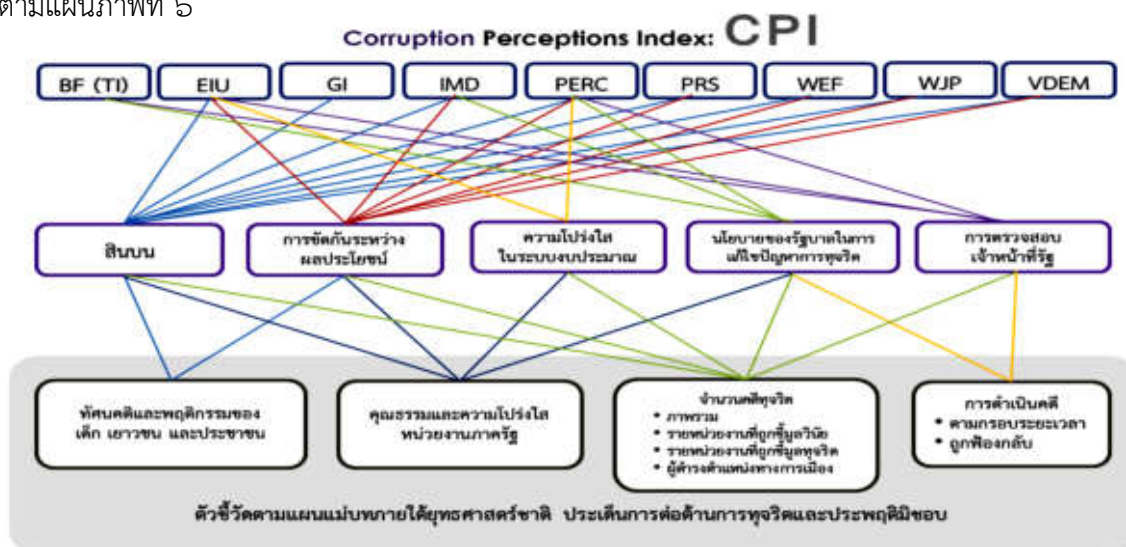 ตามแผนภาพที่ ๖
Corruption Perceptions Index: CPI
BF (TI)
EIU
GI
IMD
PERC
PRS
WEF
WJP
VDEM
สินบน
การขัดกันระหว่าง
ผลประโยชน์
ความโปร่งใส
ในระบบงบประมาณ
นโยบายของรัฐบาลในการ
แก้ไขปัญหาการทุจริต
การตรวจสอบ
เจ้าหน้าที่รัฐ
ทัศนคติและพฤติกรรมของ
เด็ก เยาวชน และประชาชน
คุณธรรมและความโปร่งใส
หน่วยงานภาครัฐ
จำนวนคดีทุจริต
• ภาพรวม
• รายหน่วยงานที่ถูกชี้มูลวินัย
• รายหน่วยงานที่ถูกชี้มูลทุจริต
• ผู้ดำรงตำแหน่งทางการเมือง
การดำเนินคดี
• ตามกรอบระยะเวลา
• ถูกฟ้องกลับ
ตัวชี้วัดตามแผนแม่บทภายใต้ยุทธศาสตร์ชาติ ประเด็นการต่อต้านการทุจริตและประพฤติมิชอบ